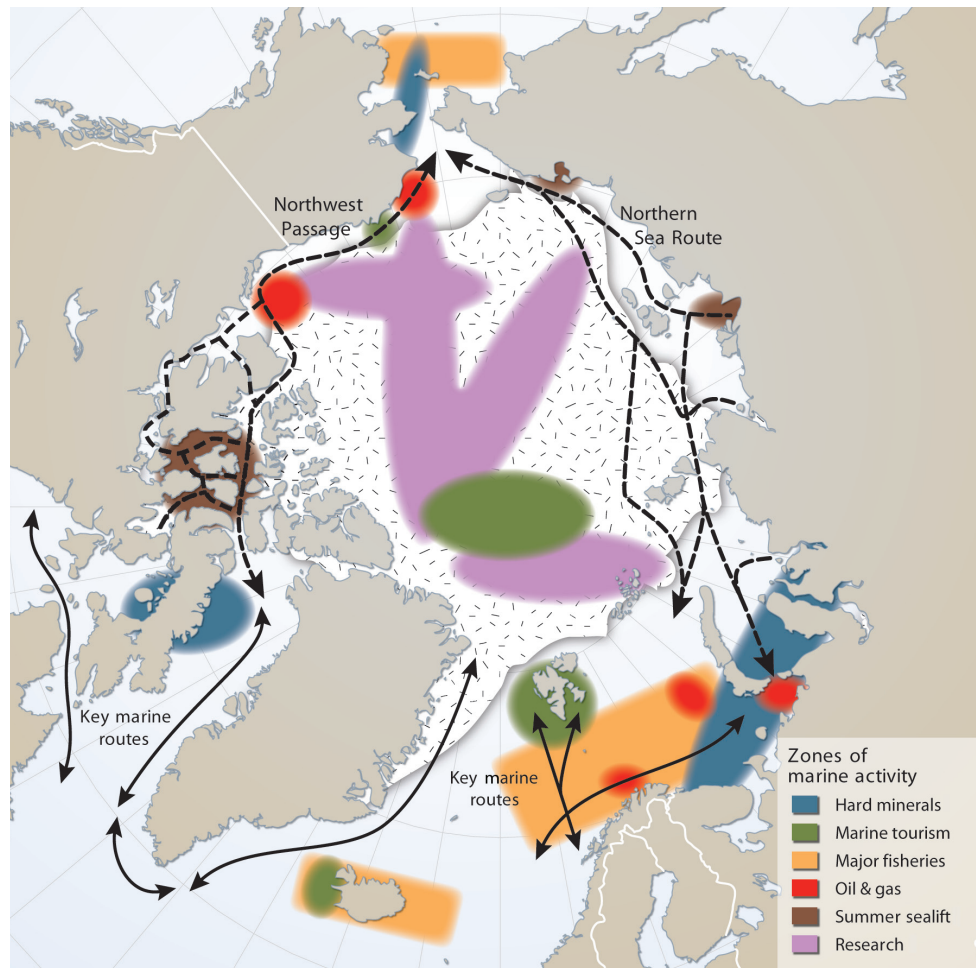 Northwest
Passage
Northern
Sea Route
Key marine
routes
Key marine
routes
Zones of
marine activity
Hard minerals
Marine tourism
Major fisheries
Oil & gas
Summer sealift
Research